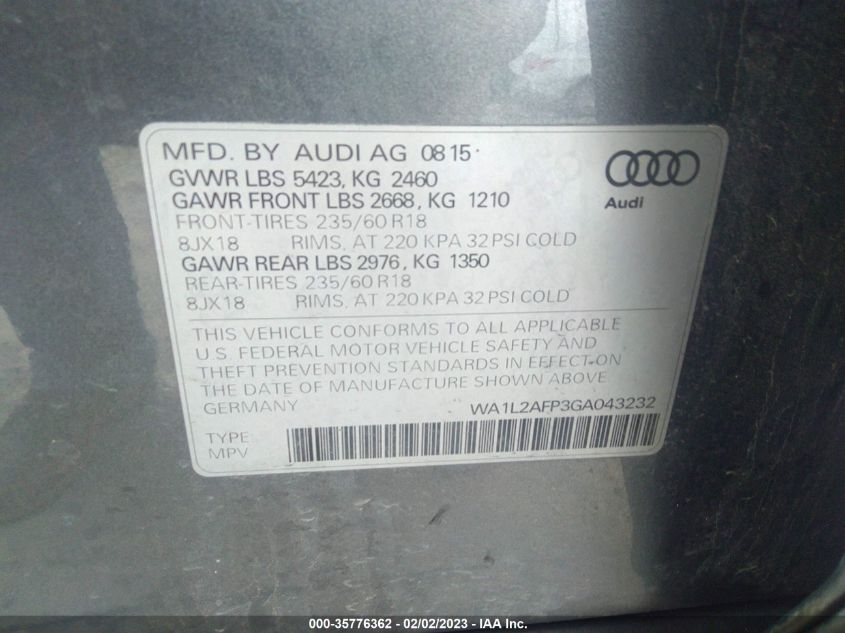 MFD. BY AUDI AG 08 15
GVWR LBS 5423, KG 2460
GAWR FRONT LBS 2668, KG 1210
FRONT-TIRES 235/60 R18
8JX18 RIMS, AT 220 KPA 32 PSI COLD
GAWR REAR LBS 2976, KG 1350
REAR-TIRES 235/60 R18
8JX18 RIMS, AT 220 KPA 32 PSI COLD
Audi
THIS VEHICLE CONFORMS TO ALL APPLICABLE
U.S. FEDERAL MOTOR VEHICLE SAFETY AND
THEFT PREVENTION STANDARDS IN EFFECT ON
THE DATE OF MANUFACTURE SHOWN ABOVE
GERMANY WA1L2AFP3GA043232
TYPE
MPV
000-35776362 - 02/02/2023 - IAA Inc.